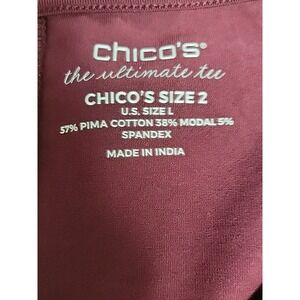 chico's®
the ultimate tee
CHICO'S SIZE 2
U.S. SIZE L
57% PIMA COTTON 38% MODAL 5%
SPANDEX
MADE IN INDIA